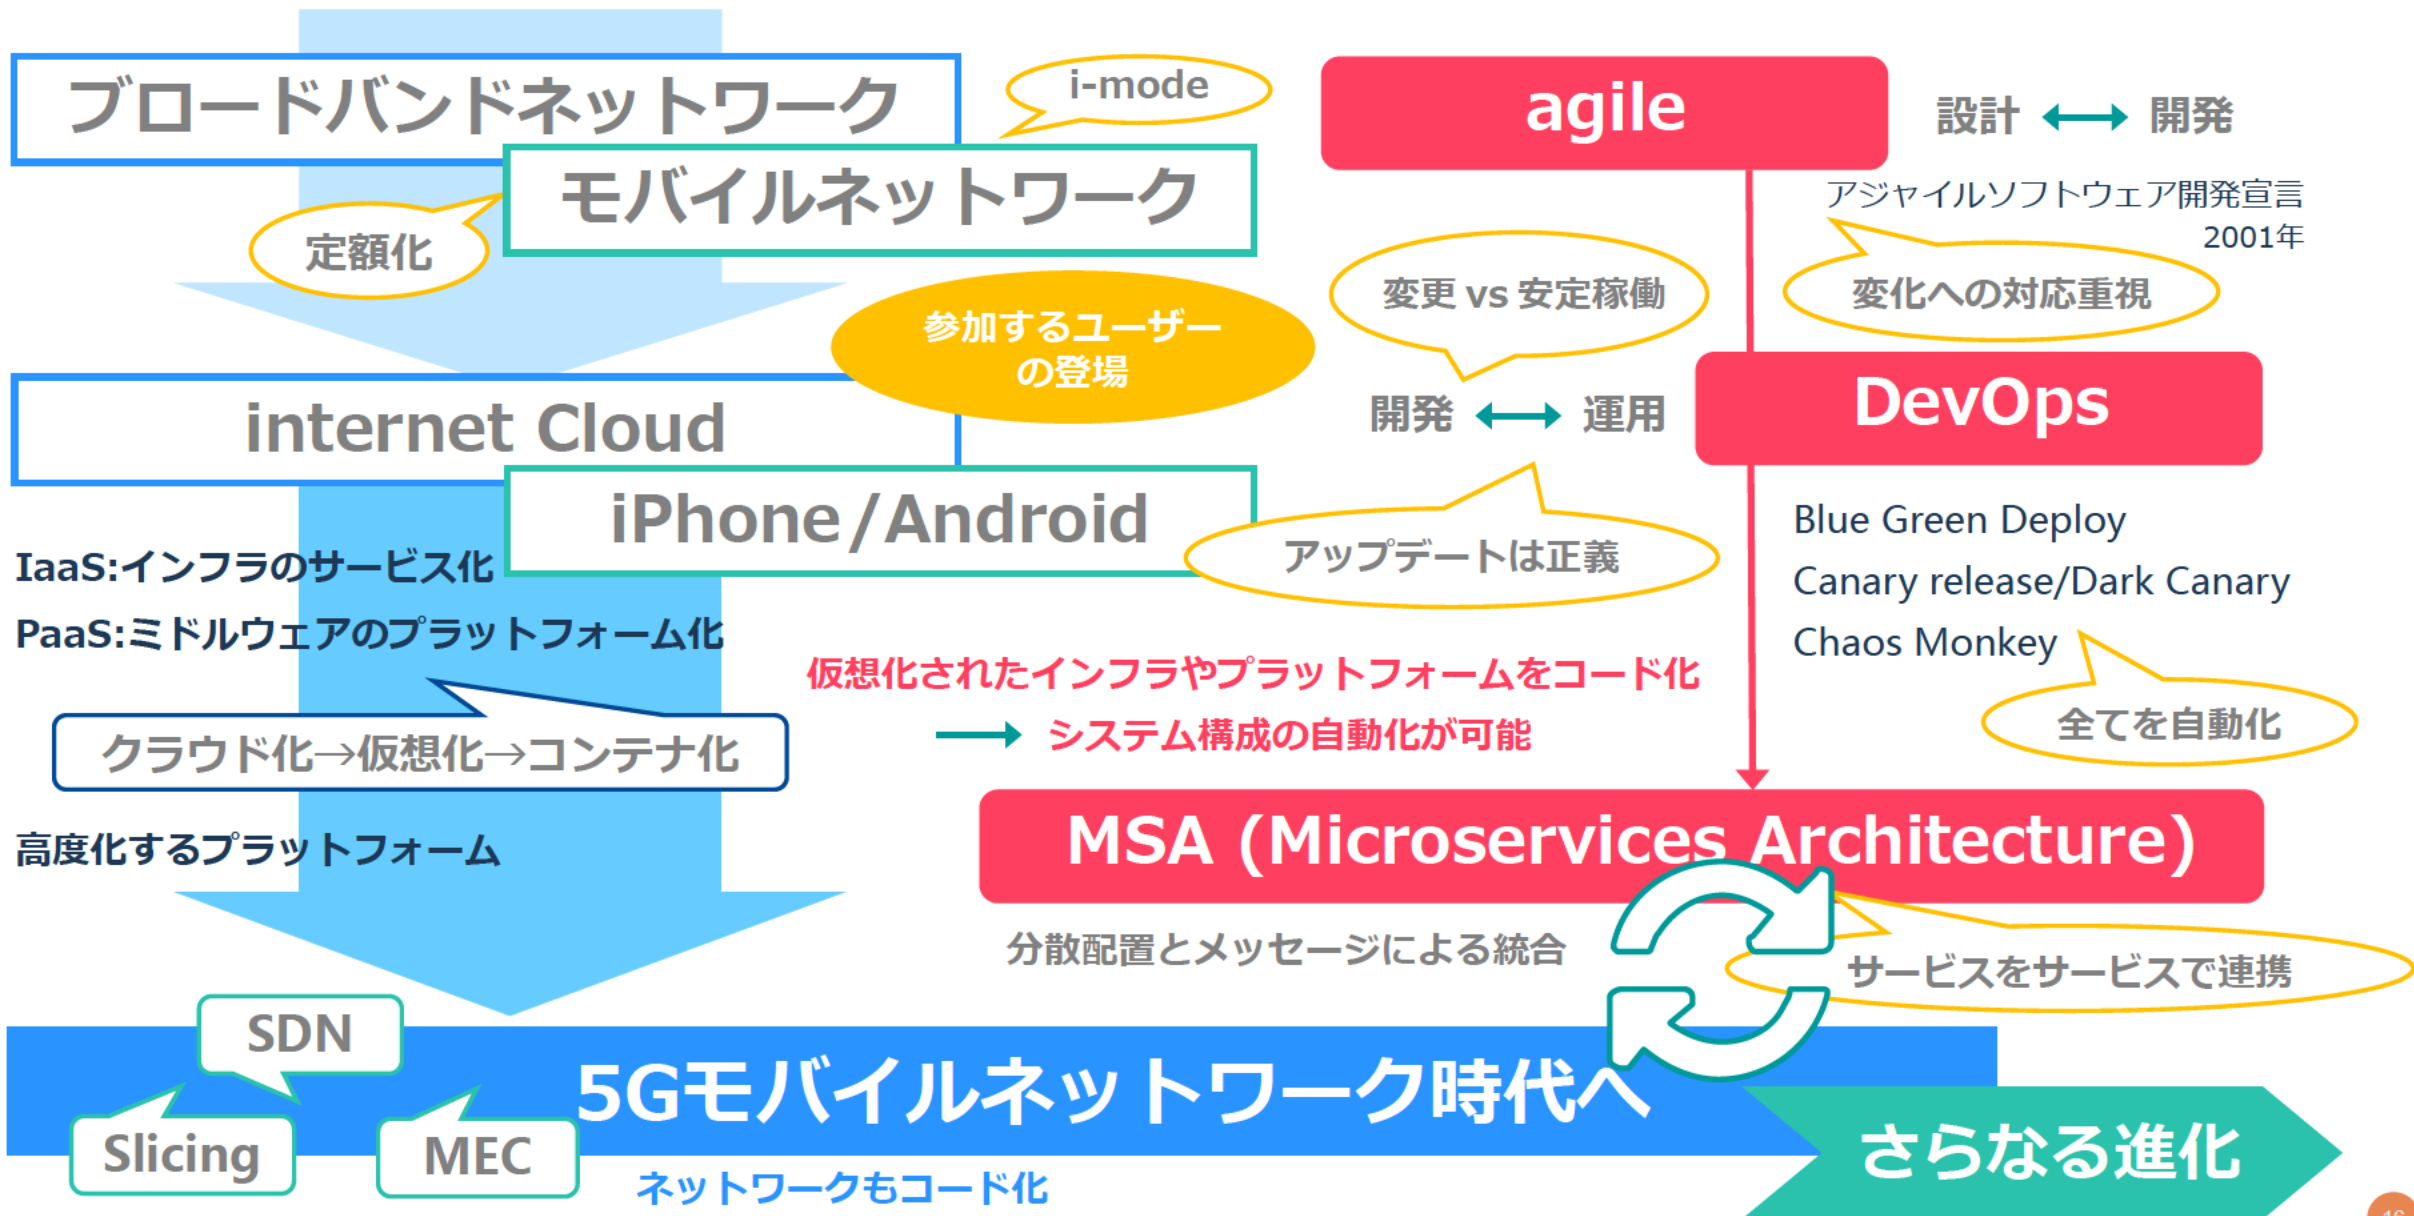 ブロードバンドネットワーク
i-mode
モバイルネットワーク
定額化
参加するユーザー
の登場
internet Cloud
iPhone/Android
IaaS:インフラのサービス化
PaaS:ミドルウェアのプラットフォーム化
クラウド化→仮想化→コンテナ化
高度化するプラットフォーム
agile
設計 ↔ 開発
アジャイルソフトウェア開発宣言
2001年
変更 vs 安定稼働
変化への対応重視
開発 ↔ 運用
DevOps
アップデートは正義
Blue Green Deploy
Canary release/Dark Canary
Chaos Monkey
全てを自動化
仮想化されたインフラやプラットフォームをコード化
→ システム構成の自動化が可能
MSA (Microservices Architecture)
分散配置とメッセージによる統合
サービスをサービスで連携
SDN
5Gモバイルネットワーク時代へ
Slicing
MEC
ネットワークもコード化
さらなる進化